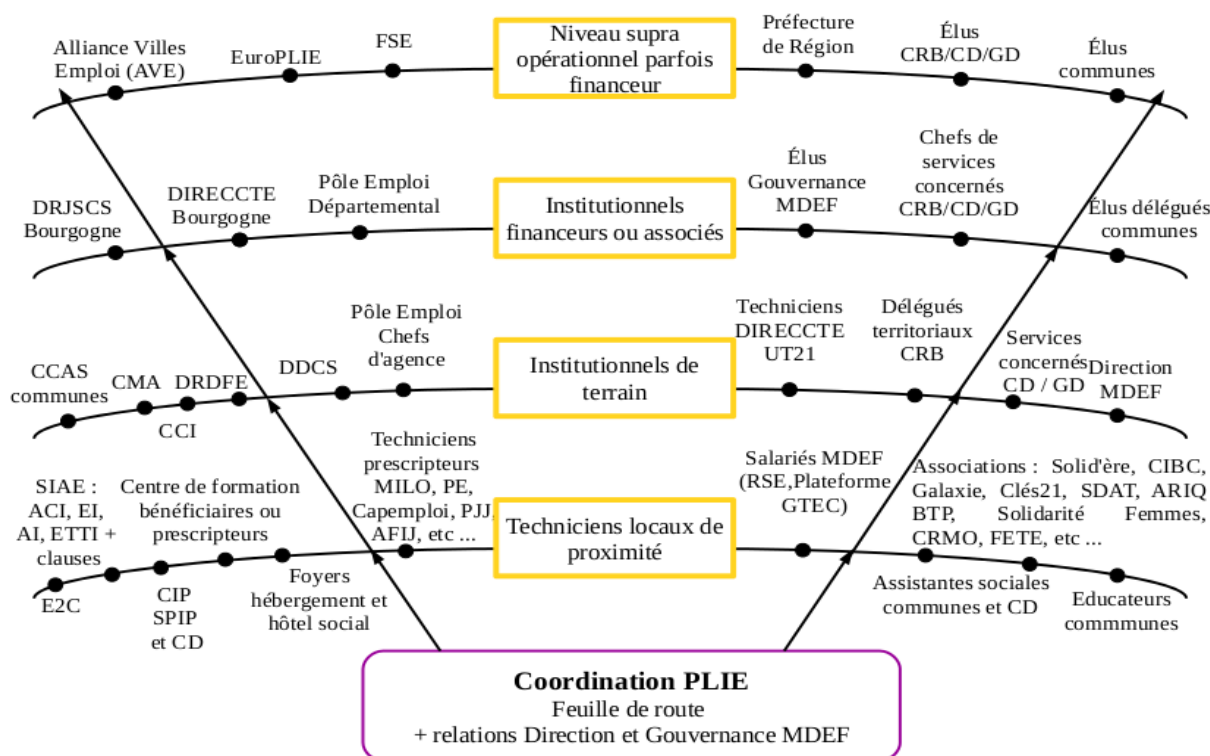 Alliance Villes
Emploi (AVE)
EuroPLIE
FSE
Niveau supra
opérationnel parfois
financeur
Préfecture
de Région
Élus
CRB/CD/GD
Élus
communes
DRJSCS
Bourgogne
DIRECCTE
Bourgogne
Pôle Emploi
Départemental
Institutionnels
financeurs ou associés
Élus
Gouvernance
MDEF
Chefs de
services
concernés
CRB/CD/GD
Élus délégués
communes
CCAS
communes
CMA
CCI
DRDFE
DDCS
Pôle Emploi
Chefs
d'agence
Institutionnels de
terrain
Techniciens
DIRECCTE
UT21
Délégués
territoriaux
CRB
Services
concernés
CD / GD
Direction
MDEF
SIAE :
ACI, EI,
AI, ETTI +
clauses
E2C
Centre de formation
bénéficiaires ou
prescripteurs
CIP
SPIP
et CD
Foyers
hébergement et
hôtel social
Techniciens
prescripteurs
MILO, PE,
Capemploi, PJJ,
AFIJ, etc ...
Techniciens locaux de
proximité
Salariés MDEF
(RSE,Plateforme
GTEC)
Associations : Solid'ère, CIBC,
Galaxie, Clés21, SDAT, ARIQ
BTP, Solidarité Femmes,
CRMO, FETE, etc ...
Assistantes sociales
communes et CD
Educateurs
commmunes
Coordination PLIE
Feuille de route
+ relations Direction et Gouvernance MDEF